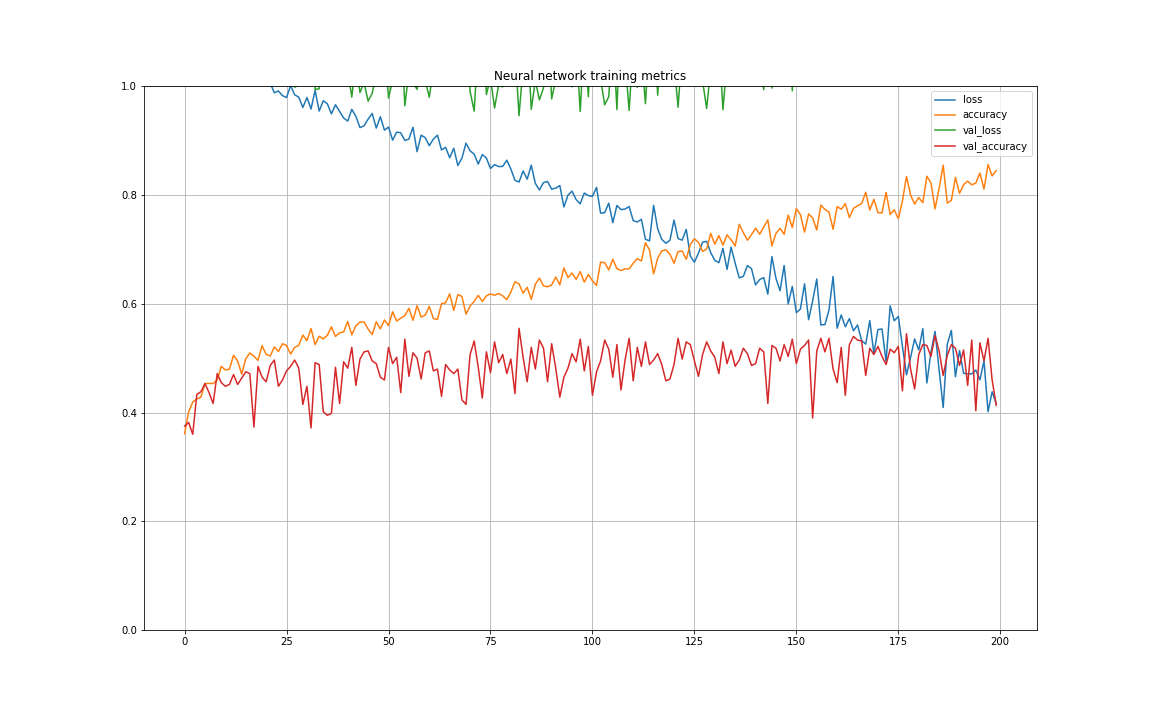 Neural network training metrics
1.0
0.8
0.6
0.4
0.2
0.0
loss
accuracy
val_loss
val_accuracy
0 25 50 75 100 125 150 175 200